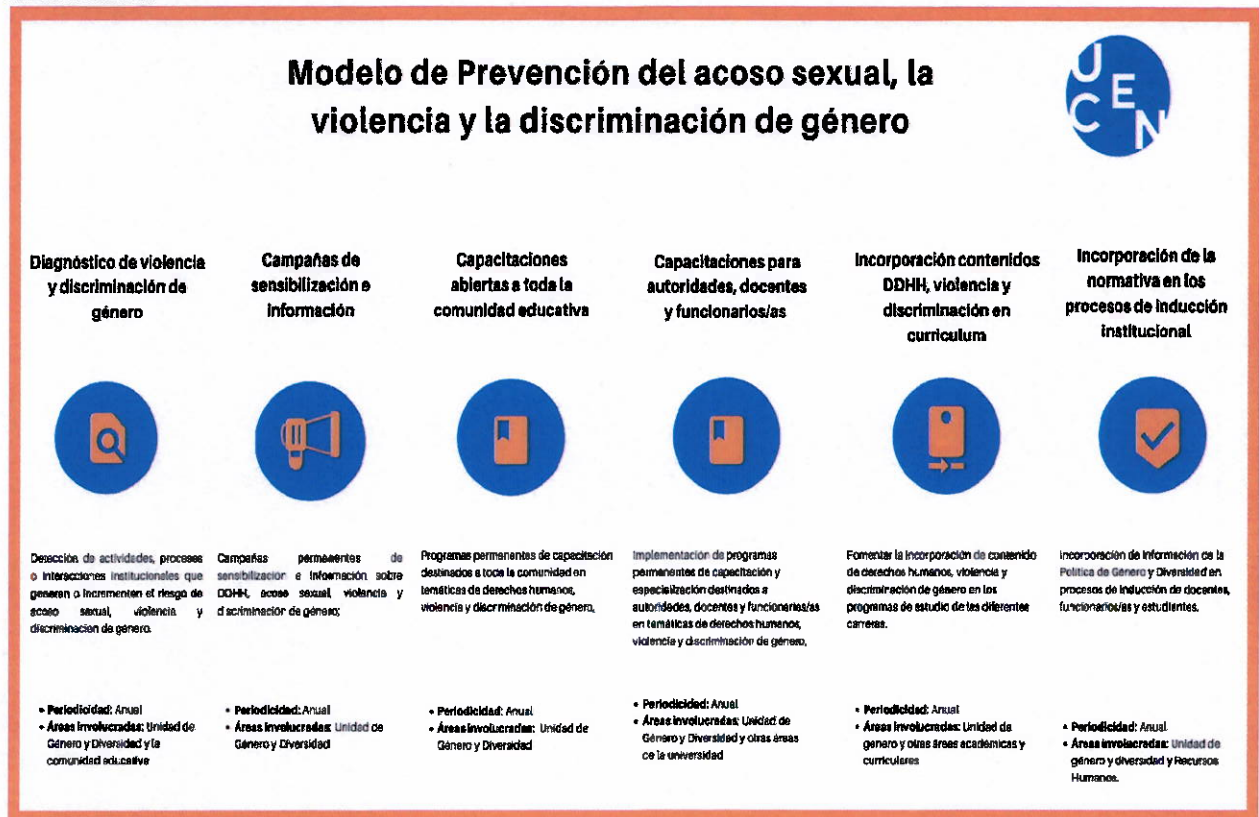 Modelo de Prevención del acoso sexual, la
violencia y la discriminación de género
UCEN
Diagnóstico de violencia
y discriminación de
género
Campañas de
sensibilización e
información
Capacitaciones
abiertas a toda la
comunidad educativa
Capacitaciones para
autoridades, docentes
y funcionarios/as
Incorporación contenidos
DDHH, violencia y
discriminación en
curriculum
Incorporación de la
normativa en los
procesos de inducción
institucional
Detección de actividades, procesos
o interacciones institucionales que
generan o incrementen el riesgo de
acoso sexual, violencia y
discriminación de género.
Campañas permanentes de
sensibilización e información sobre
DDHH, acoso sexual, violencia y
discriminación de género;
Programas permanentes de capacitación
destinados a toda la comunidad en
temáticas de derechos humanos,
violencia y discriminación de género,
Implementación de programas
permanentes de capacitación y
especialización destinados a
autoridades, docentes y funcionarios/as
en temáticas de derechos humanos,
violencia y discriminación de género,
Fomentar la incorporación de contenido
de derechos humanos, violencia y
discriminación de género en los
programas de estudio de las diferentes
carreras.
Incorporación de información de la
Política de Género y Diversidad en
procesos de inducción de docentes,
funcionarios/as y estudiantes.
• Periodicidad: Anual
• Áreas involucradas: Unidad de
Género y Diversidad y la
comunidad educativa
• Periodicidad: Anual
• Áreas involucradas: Unidad de
Género y Diversidad
• Periodicidad: Anual
• Áreas involucradas: Unidad de
Género y Diversidad
• Periodicidad: Anual
• Áreas involucradas: Unidad de
Género y Diversidad y otras áreas
de la universidad
• Periodicidad: Anual
• Áreas involucradas: Unidad de
genero y otras áreas académicas y
curriculares
• Periodicidad: Anual
• Áreas involucradas: Unidad de
género y diversidad y Recursos
Humanos.